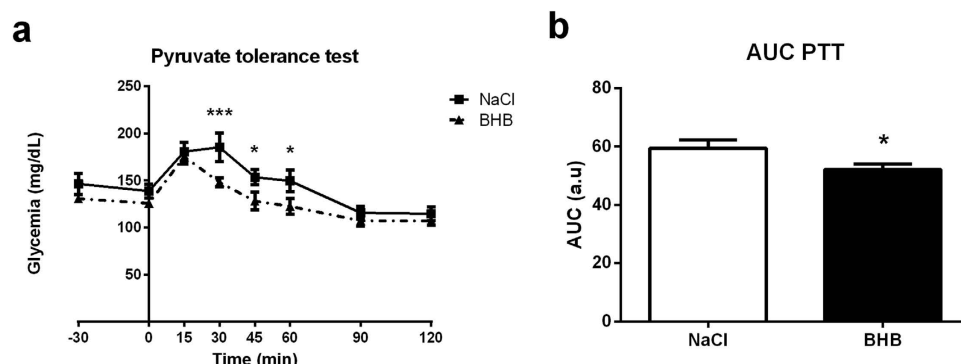 a
Pyruvate tolerance test
250
200
150
100
50
Glycemia (mg/dL)
***
*
*
NaCl
BHB
-30
0
15
30
45
60
90
120
Time (min)
b
AUC PTT
80
60
40
20
0
AUC (a.u)
*
NaCl
BHB